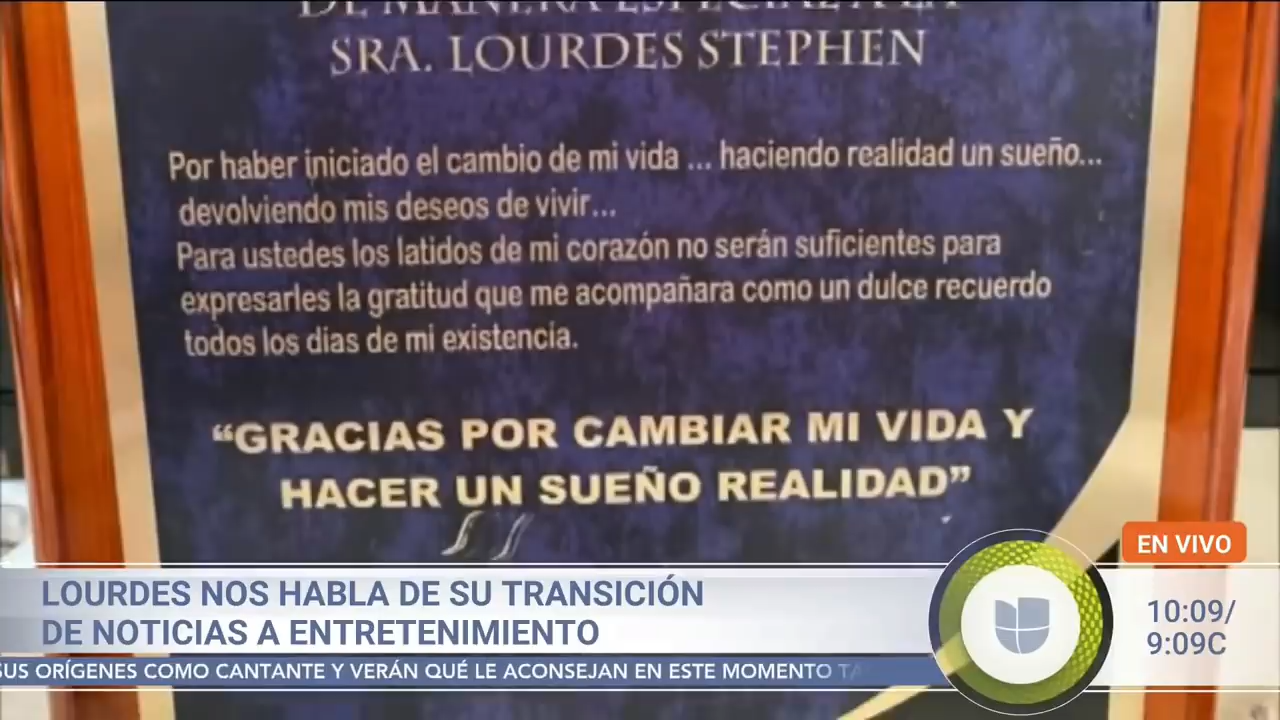 DE MANERA ESPECIAL A LA
SRA. LOURDES STEPHEN
Por haber iniciado el cambio de mi vida ... haciendo realidad un sueño...
devolviendo mis deseos de vivir...
Para ustedes los latidos de mi corazón no serán suficientes para
expresarles la gratitud que me acompañara como un dulce recuerdo
todos los dias de mi existencia.
“GRACIAS POR CAMBIAR MI VIDA Y
HACER UN SUEÑO REALIDAD”
EN VIVO
LOURDES NOS HABLA DE SU TRANSICIÓN
DE NOTICIAS A ENTRETENIMIENTO
10:09/
9:09C
SUS ORÍGENES COMO CANTANTE Y VERÁN QUÉ LE ACONSEJAN EN ESTE MOMENTO